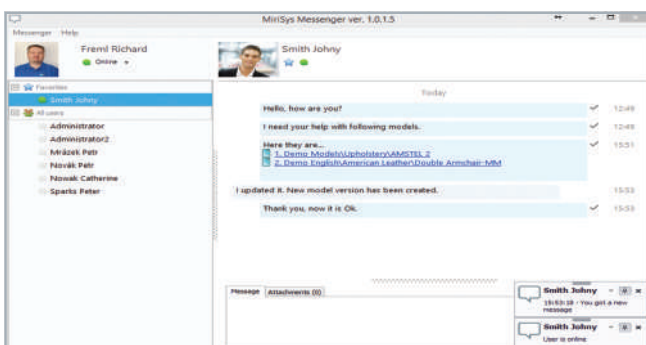 MiriSys Messenger ver. 1.0.1.5
Messenger Help
Freml Richard
Online
Smith Johny
Favorites
Smith Johny
All users
Administrator
Administrator2
Mrázek Petr
Novák Petr
Nowak Catherine
Sparks Peter
Today
Hello, how are you? 12:49
I need your help with following models. 12:49
Here they are... 15:51
1. Demo Models\Upholstery\AMSTEL 2
2. Demo English\American Leather\Double Armchair-MM
I updated it. New model version has been created. 15:53
Thank you, now it is Ok. 15:53
Message Attachments (0)
Smith Johny
15:53:18 - You got a new
message
Smith Johny
User is online